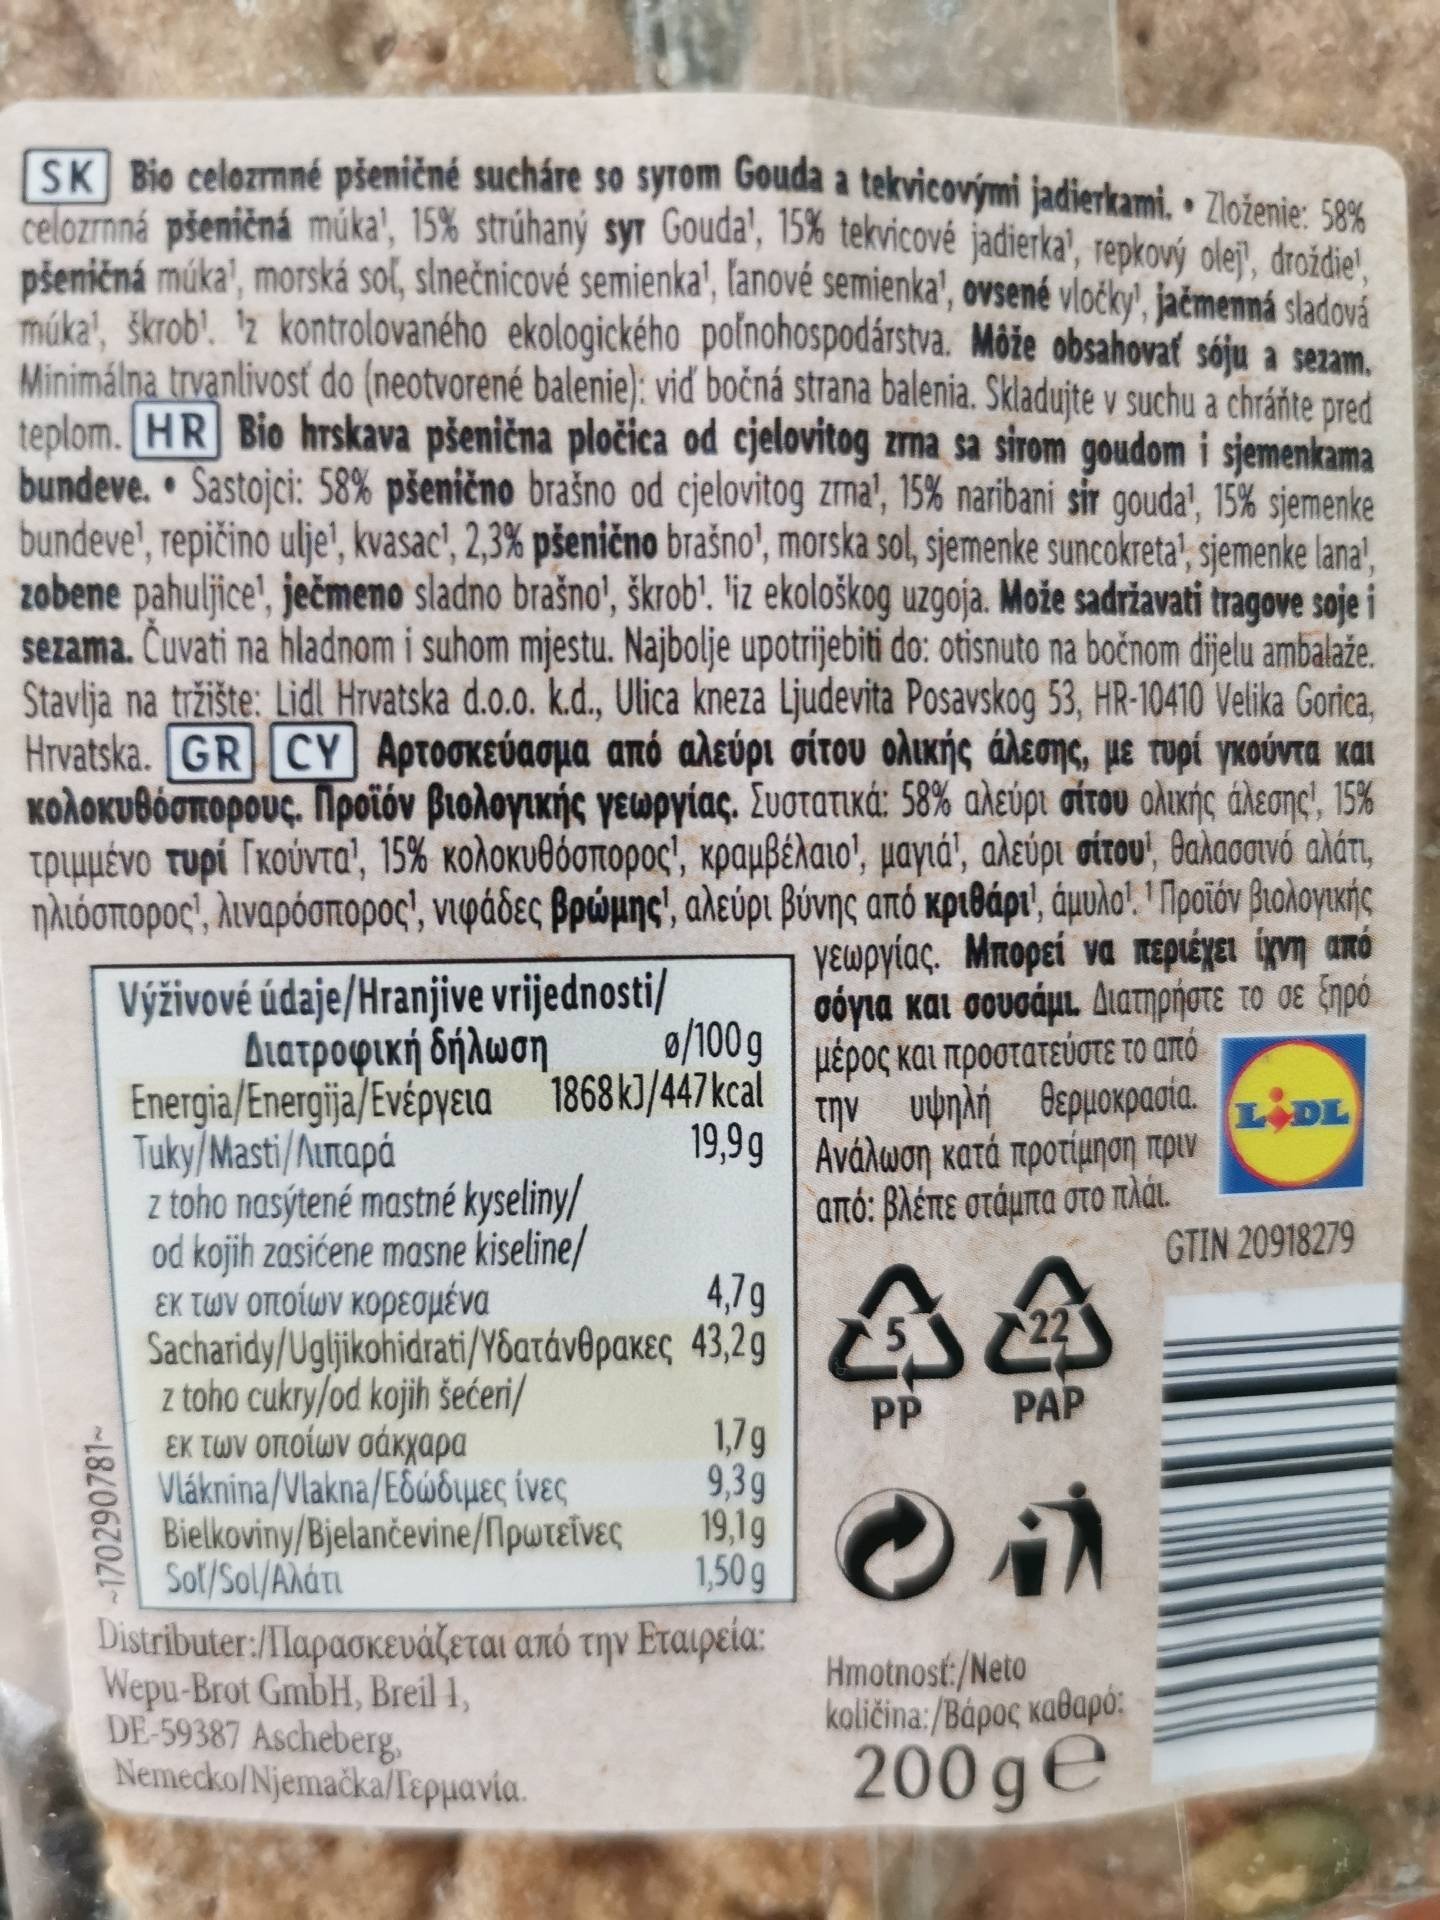 SK Bio celozrnné pšeničné sucháre so syrom Gouda a tekvicovými jadierkami. • Zloženie: 58%
celozrnná pšeničná múka¹, 15% strúhaný syr Gouda¹, 15% tekvicové jadierka¹, repkový olej¹, droždie¹,
pšeničná múka¹, morská soľ, slnečnicové semienka¹, ľanové semienka¹, ovsené vločky¹, jačmenná sladová
múka¹, škrob¹. ¹z kontrolovaného ekologického poľnohospodárstva. Môže obsahovať sóju a sezam.
Minimálna trvanlivosť do (neotvorené balenie): viď bočná strana balenia. Skladujte v suchu a chráňte pred
teplom. HR Bio hrskava pšenična pločica od cjelovitog zrna sa sirom goudom i sjemenkama
bundeve. • Sastojci: 58% pšenično brašno od cjelovitog zrna¹, 15% naribani sir gouda¹, 15% sjemenke
bundeve¹, repičino ulje¹, kvasac¹, 2,3% pšenično brašno¹, morska sol, sjemenke suncokreta¹, sjemenke lana¹,
zobene pahuljice¹, ječmeno sladno brašno¹, škrob¹. ¹iz ekološkog uzgoja. Može sadržavati tragove soje i
sezama. Čuvati na hladnom i suhom mjestu. Najbolje upotrijebiti do: otisnuto na bočnom dijelu ambalaže.
Stavlja na tržište: Lidl Hrvatska d.o.o. k.d., Ulica kneza Ljudevita Posavskog 53, HR-10410 Velika Gorica,
Hrvatska. GR CY Αρτοσκεύασμα από αλεύρι σίτου ολικής άλεσης, με τυρί γκούντα και
κολοκυθόσπορους. Προϊόν βιολογικής γεωργίας. Συστατικά: 58% αλεύρι σίτου ολικής άλεσης¹, 15%
τριμμένο τυρί Γκούντα¹, 15% κολοκυθόσπορος¹, κραμβέλαιο¹, μαγιά¹, αλεύρι σίτου¹, θαλασσινό αλάτι,
ηλιόσπορος¹, λιναρόσπορος¹, νιφάδες βρώμης¹, αλεύρι βύνης από κριθάρι¹, άμυλο¹. ¹ Προϊόν βιολογικής
γεωργίας. Μπορεί να περιέχει ίχνη από
σόγια και σουσάμι. Διατηρήστε το σε ξηρό
μέρος και προστατεύστε το από
την υψηλή θερμοκρασία.
Ανάλωση κατά προτίμηση πριν
από: βλέπε στάμπα στο πλάι.
LIDL
GTIN 20918279
Výživové údaje/Hranjive vrijednosti/
Διατροφική δήλωση ø/100g
Energia/Energija/Ενέργεια 1868kJ/447kcal
Tuky/Masti/Λιπαρά 19,9g
z toho nasýtené mastné kyseliny/
od kojih zasićene masne kiseline/
εκ των οποίων κορεσμένα 4,7g
Sacharidy/Ugljikohidrati/Υδατάνθρακες 43,2g
z toho cukry/od kojih šećeri/
εκ των οποίων σάκχαρα 1,7g
Vláknina/Vlakna/Εδώδιμες ίνες 9,3g
Bielkoviny/Bjelančevine/Πρωτεΐνες 19,1g
Soľ/Sol/Αλάτι 1,50g
~170290781~
5
PP
22
PAP
Distributer:/Παρασκευάζεται από την Εταιρεία:
Wepu-Brot GmbH, Breil 1,
DE-59387 Ascheberg,
Nemecko/Njemačka/Γερμανία.
Hmotnosť:/Neto
količina:/Βάρος καθαρό:
200g℮